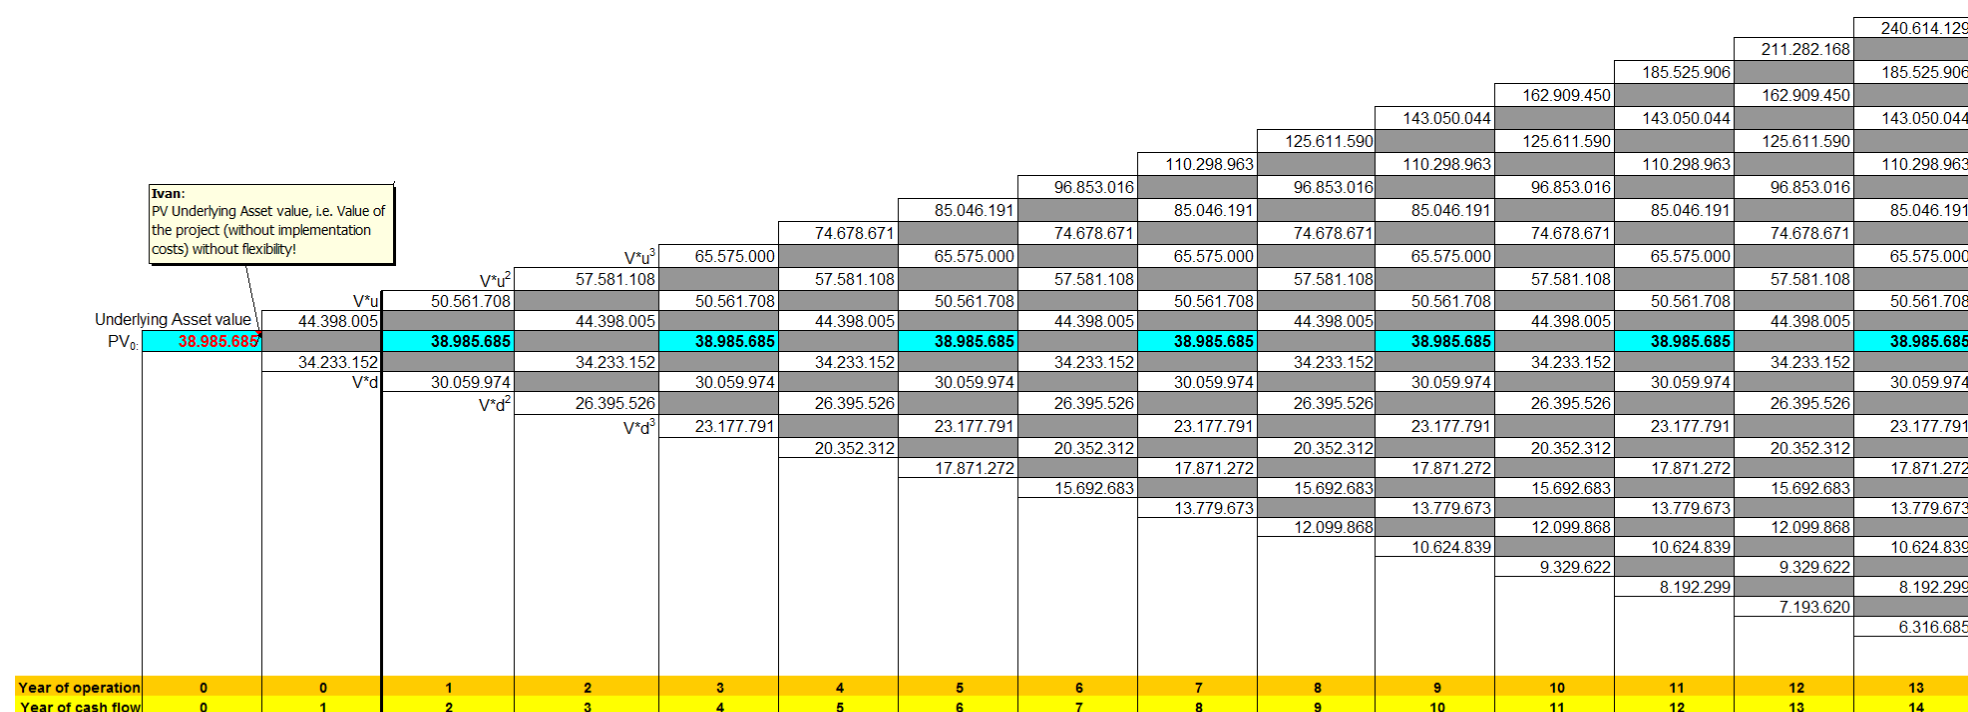 240.614.129
211.282.168
185.525.906 185.525.906
162.909.450 162.909.450
143.050.044 143.050.044 143.050.044
125.611.590 125.611.590 125.611.590
110.298.963 110.298.963 110.298.963 110.298.963
96.853.016 96.853.016 96.853.016 96.853.016
Ivan:
PV Underlying Asset value, i.e. Value of
the project (without implementation
costs) without flexibility!
85.046.191 85.046.191 85.046.191 85.046.191 85.046.191
74.678.671 74.678.671 74.678.671 74.678.671 74.678.671
V*u³ 65.575.000 65.575.000 65.575.000 65.575.000 65.575.000 65.575.000
V*u² 57.581.108 57.581.108 57.581.108 57.581.108 57.581.108 57.581.108
V*u 50.561.708 50.561.708 50.561.708 50.561.708 50.561.708 50.561.708 50.561.708
Underlying Asset value 44.398.005 44.398.005 44.398.005 44.398.005 44.398.005 44.398.005 44.398.005
PV₀: 38.985.685 38.985.685 38.985.685 38.985.685 38.985.685 38.985.685 38.985.685 38.985.685
34.233.152 34.233.152 34.233.152 34.233.152 34.233.152 34.233.152 34.233.152
V*d 30.059.974 30.059.974 30.059.974 30.059.974 30.059.974 30.059.974 30.059.974
V*d² 26.395.526 26.395.526 26.395.526 26.395.526 26.395.526 26.395.526
V*d³ 23.177.791 23.177.791 23.177.791 23.177.791 23.177.791 23.177.791
20.352.312 20.352.312 20.352.312 20.352.312 20.352.312
17.871.272 17.871.272 17.871.272 17.871.272 17.871.272
15.692.683 15.692.683 15.692.683 15.692.683
13.779.673 13.779.673 13.779.673 13.779.673
12.099.868 12.099.868 12.099.868
10.624.839 10.624.839 10.624.839
9.329.622 9.329.622
8.192.299 8.192.299
7.193.620
6.316.685
Year of operation 0 0 1 2 3 4 5 6 7 8 9 10 11 12 13
Year of cash flow 0 1 2 3 4 5 6 7 8 9 10 11 12 13 14